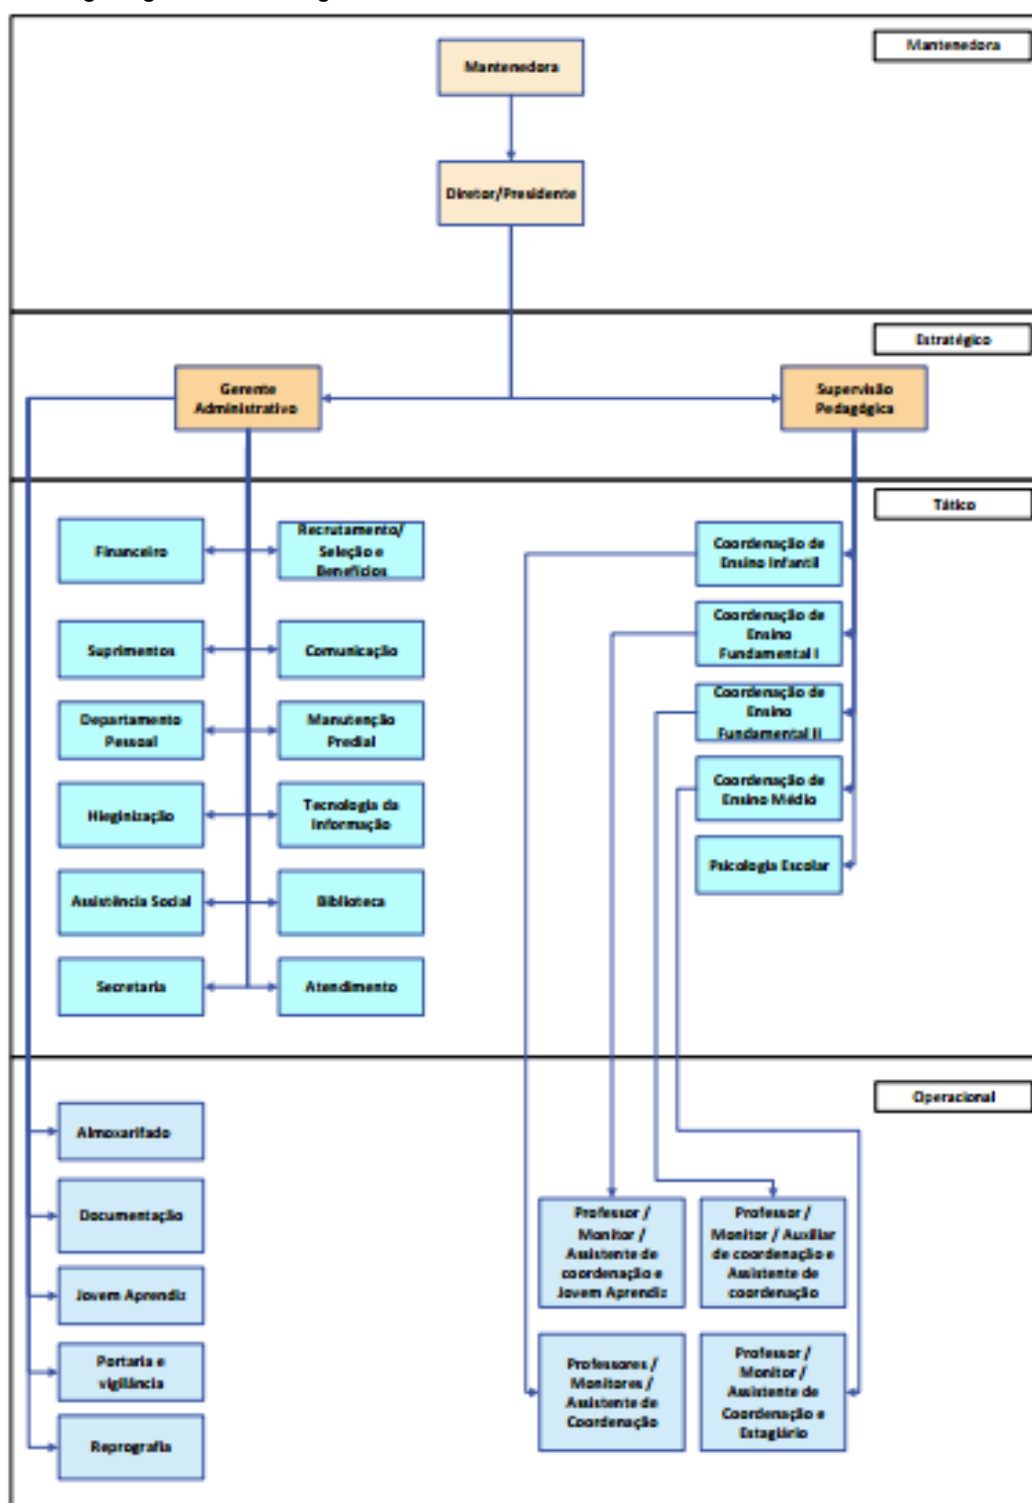 Mantenedora
Mantenedora
Diretor/Presidente
Estratégico
Gerente
Administrativo
Supervisão
Pedagógica
Tático
Financeiro
Recrutamento/
Seleção e
Benefícios
Suprimentos
Comunicação
Departamento
Pessoal
Manutenção
Predial
Hieginização
Tecnologia da
Informação
Assistência Social
Biblioteca
Secretaria
Atendimento
Coordenação de
Ensino Infantil
Coordenação de
Ensino
Fundamental I
Coordenação de
Ensino
Fundamental II
Coordenação de
Ensino Médio
Psicologia Escolar
Operacional
Almoxarifado
Documentação
Jovem Aprendiz
Portaria e
vigilância
Reprografia
Professor /
Monitor /
Assistente de
coordenação e
Jovem Aprendiz
Professor /
Monitor / Auxiliar
de coordenação e
Assistente de
coordenação
Professores /
Monitores /
Assistente de
Coordenação
Professor /
Monitor /
Assistente de
Coordenação e
Estagiário